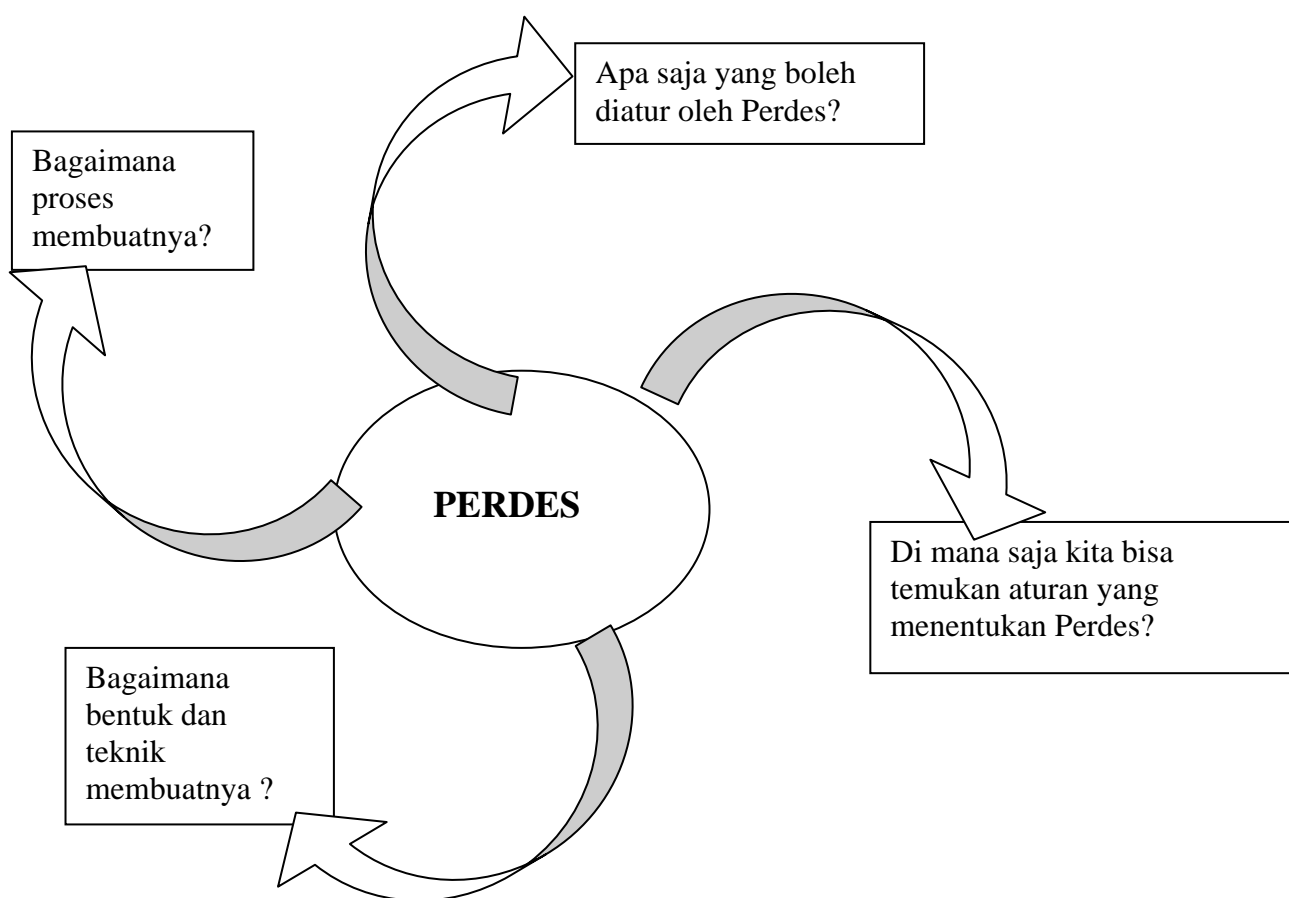 Apa saja yang boleh
diatur oleh Perdes?
Bagaimana
proses
membuatnya?
PERDES
Di mana saja kita bisa
temukan aturan yang
menentukan Perdes?
Bagaimana
bentuk dan
teknik
membuatnya ?